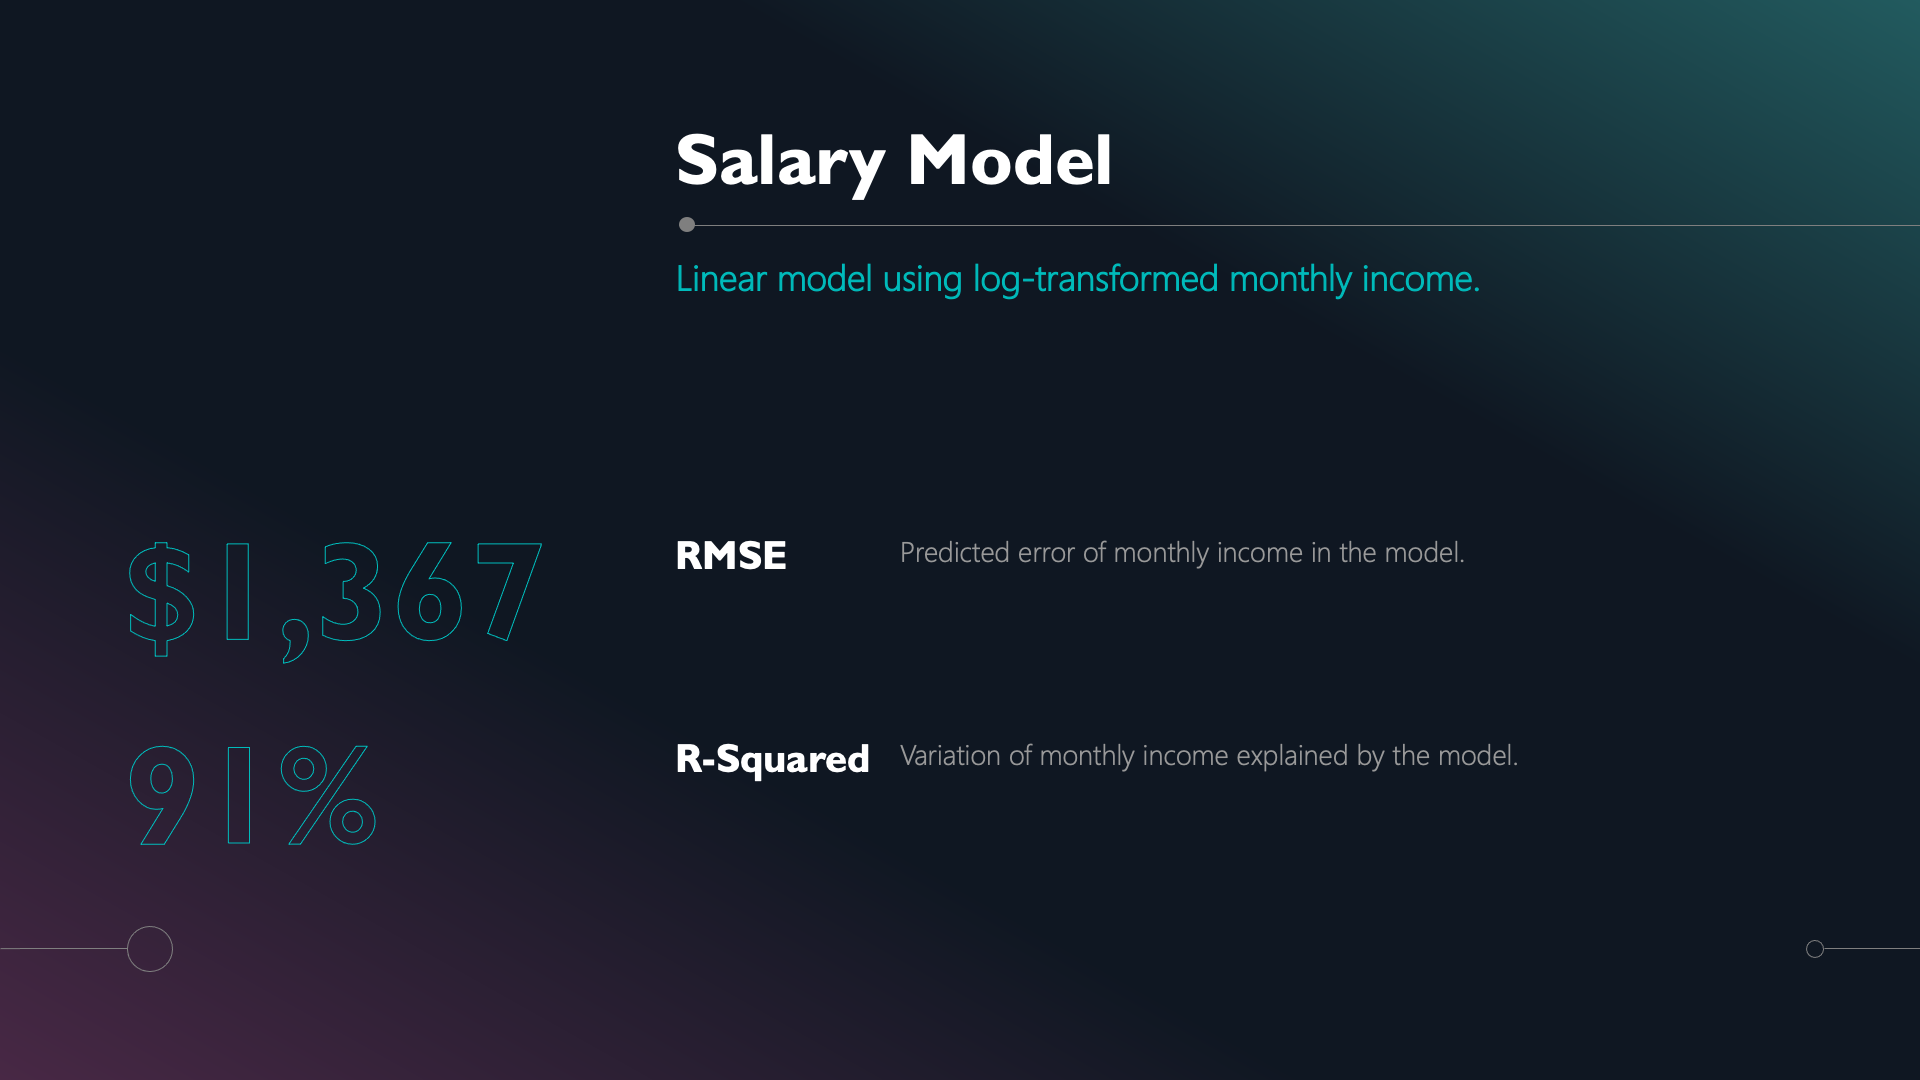 Salary Model
Linear model using log-transformed monthly income.
$1,367
RMSE
Predicted error of monthly income in the model.
91%
R-Squared
Variation of monthly income explained by the model.